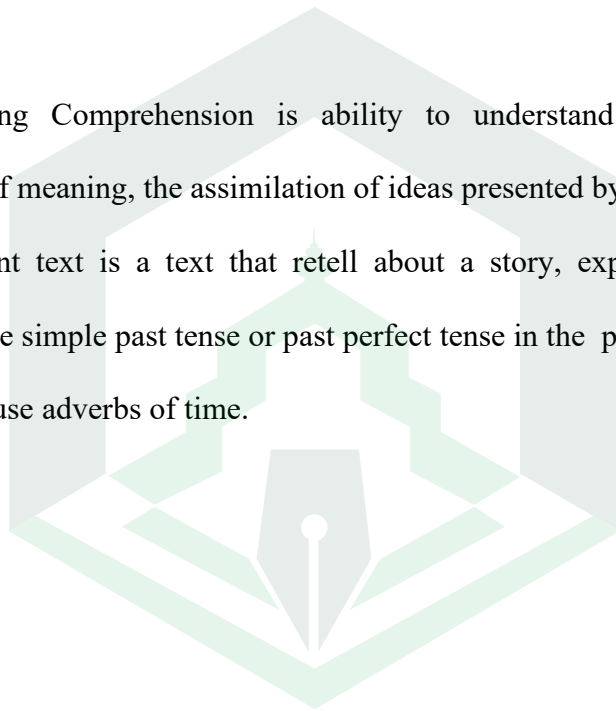 ng Comprehension is ability to understand
f meaning, the assimilation of ideas presented by
nt text is a text that retell about a story, exp
e simple past tense or past perfect tense in the p
use adverbs of time.